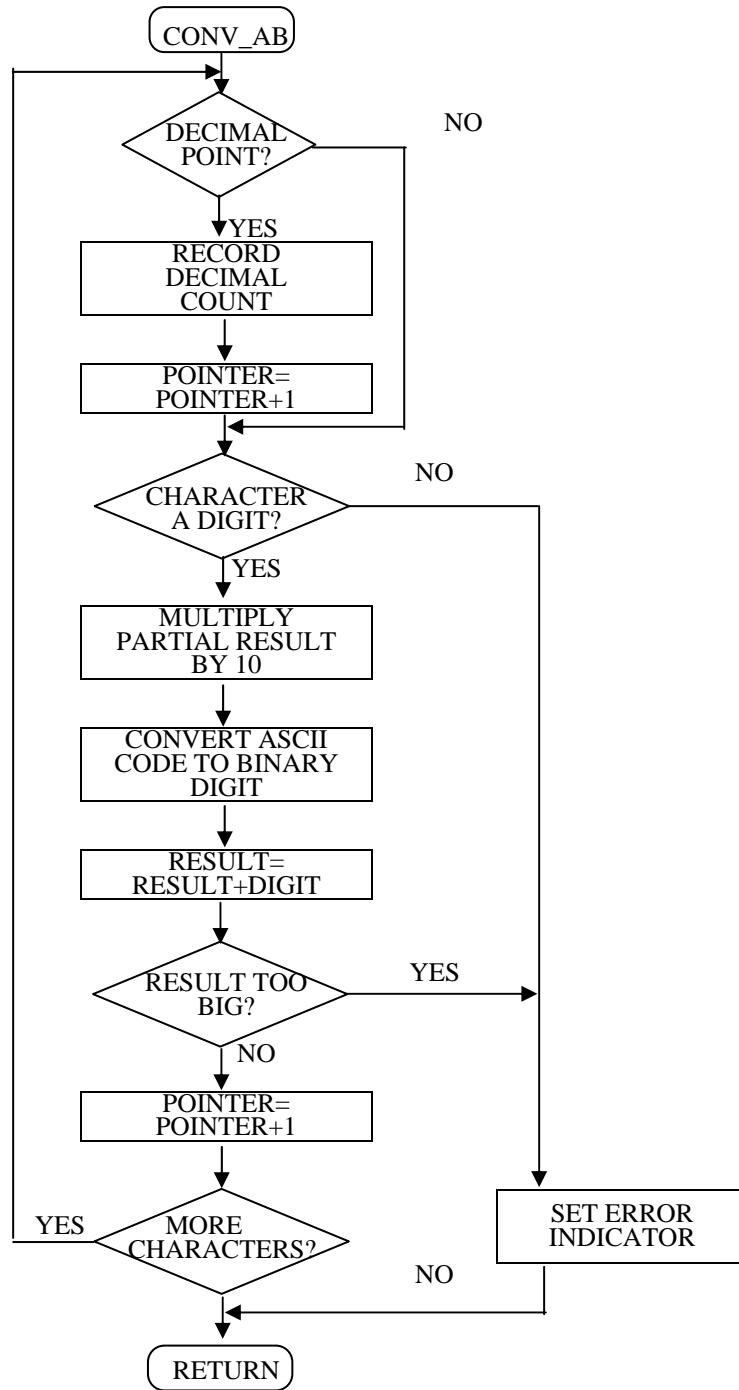 CONV_AB
DECIMAL
POINT?
NO
YES
RECORD
DECIMAL
COUNT
POINTER=
POINTER+1
CHARACTER
A DIGIT?
NO
YES
MULTIPLY
PARTIAL RESULT
BY 10
CONVERT ASCII
CODE TO BINARY
DIGIT
RESULT=
RESULT+DIGIT
RESULT TOO
BIG?
YES
NO
POINTER=
POINTER+1
YES
MORE
CHARACTERS?
SET ERROR
INDICATOR
NO
RETURN